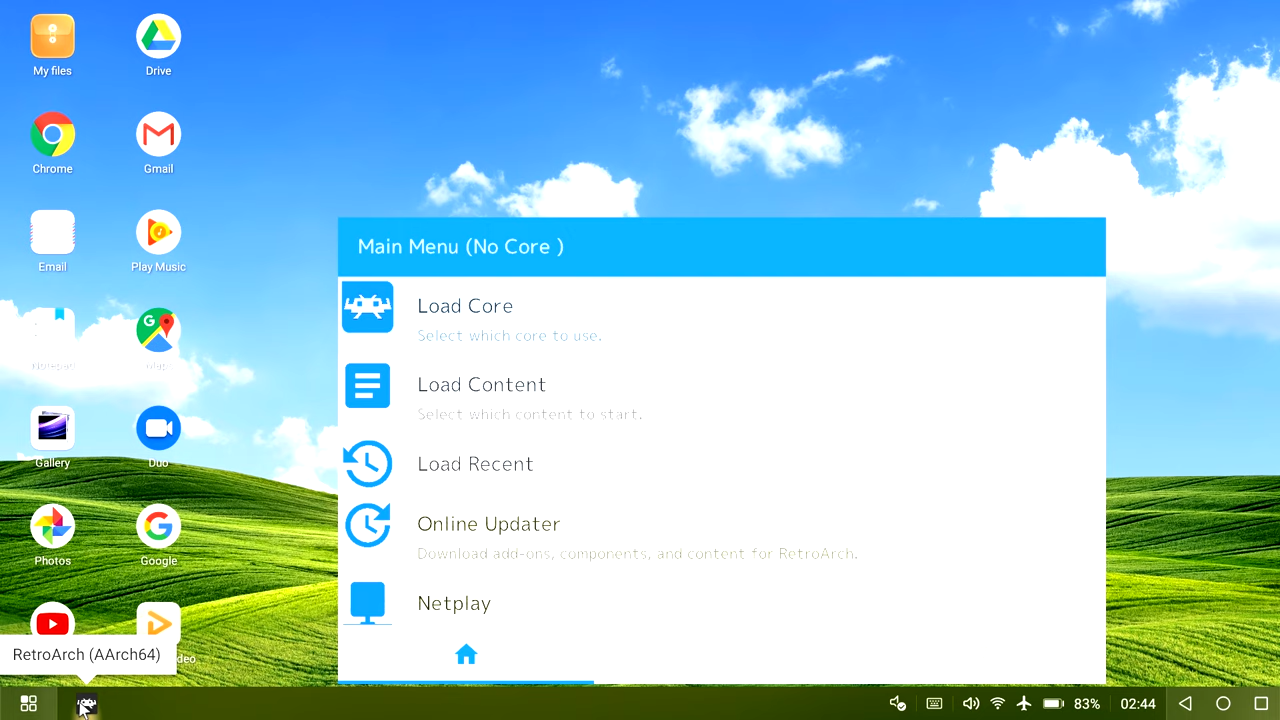 My files
Drive
Chrome
Gmail
Email
Play Music
Notepad
Maps
Gallery
Duo
Photos
Google
RetroArch (AArch64)
Main Menu (No Core )
Load Core
Select which core to use.
Load Content
Select which content to start.
Load Recent
Online Updater
Download add-ons, components, and content for RetroArch.
Netplay
83%
02:44